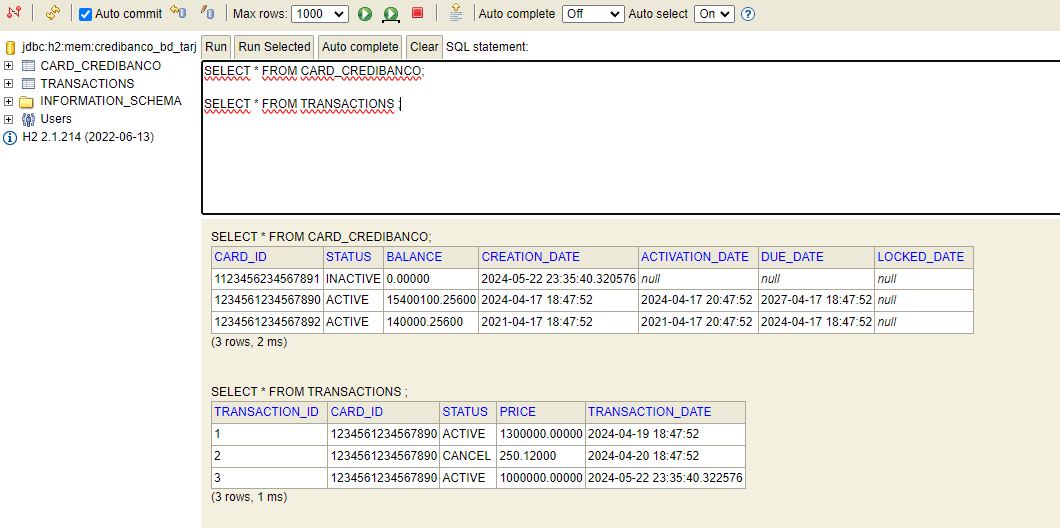 Auto commit Max rows: 1000 Auto complete Off Auto select On ?
jdbc:h2:mem:credibanco_bd_tarj
CARD_CREDIBANCO
TRANSACTIONS
INFORMATION_SCHEMA
Users
H2 2.1.214 (2022-06-13)
Run Run Selected Auto complete Clear SQL statement:
SELECT * FROM CARD_CREDIBANCO;
SELECT * FROM TRANSACTIONS ;
SELECT * FROM CARD_CREDIBANCO;
CARD_ID STATUS BALANCE CREATION_DATE ACTIVATION_DATE DUE_DATE LOCKED_DATE
1123456234567891 INACTIVE 0.00000 2024-05-22 23:35:40.320576 null null null
1234561234567890 ACTIVE 15400100.25600 2024-04-17 18:47:52 2024-04-17 20:47:52 2027-04-17 18:47:52 null
1234561234567892 ACTIVE 140000.25600 2021-04-17 18:47:52 2021-04-17 20:47:52 2024-04-17 18:47:52 null
(3 rows, 2 ms)
SELECT * FROM TRANSACTIONS ;
TRANSACTION_ID CARD_ID STATUS PRICE TRANSACTION_DATE
1 1234561234567890 ACTIVE 1300000.00000 2024-04-19 18:47:52
2 1234561234567890 CANCEL 250.12000 2024-04-20 18:47:52
3 1234561234567890 ACTIVE 1000000.00000 2024-05-22 23:35:40.322576
(3 rows, 1 ms)